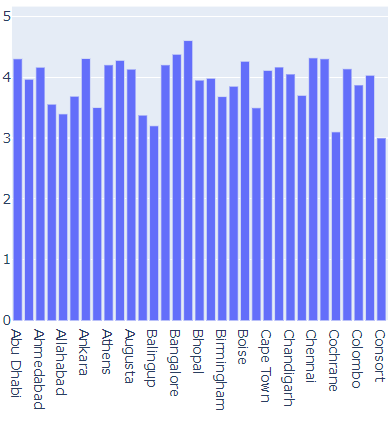 5
4
3
2
1
0
Abu Dhabi
Ahmedabad
Allahabad
Ankara
Athens
Augusta
Balingup
Bangalore
Bhopal
Birmingham
Boise
Cape Town
Chandigarh
Chennai
Cochrane
Colombo
Consort